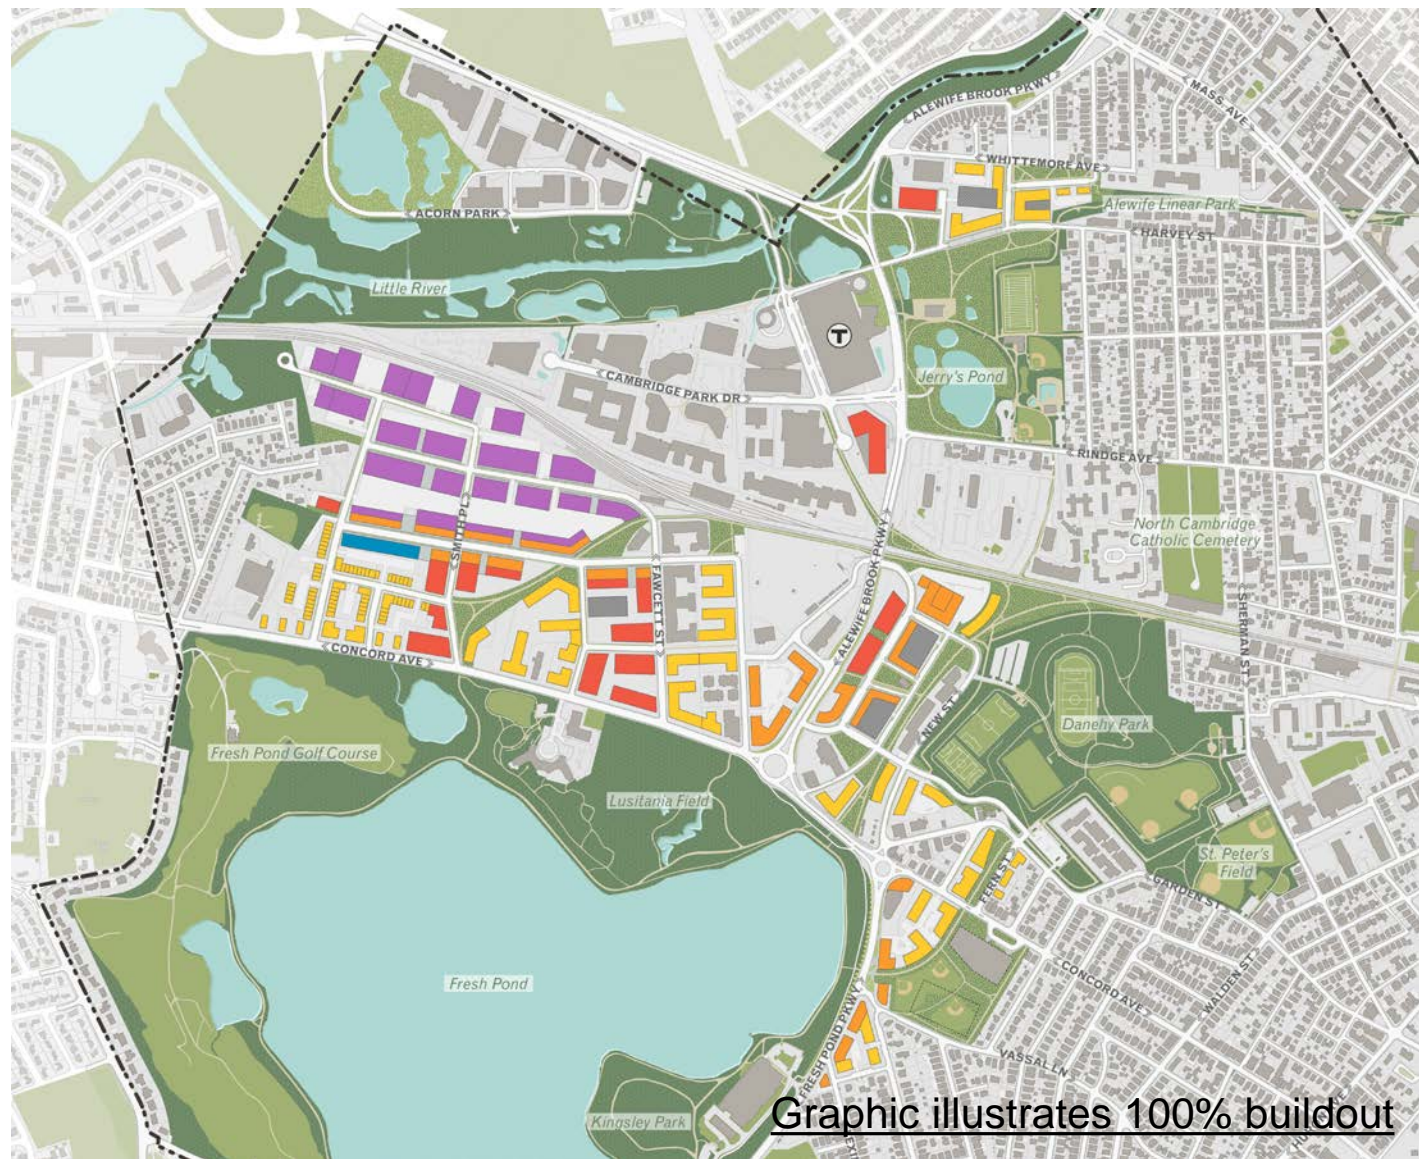 ALEWIFE BROOK PKWY
MASS. AVE
WHITTEMORE AVE
Alewife Linear Park
ACORN PARK
HARVEY ST
Little River
T
CAMBRIDGE PARK DR
Jerry's Pond
RINDGE AVE
SMITH PL
North Cambridge
Catholic Cemetery
ALEWIFE BROOK PKWY
FAWCETT ST
SHERMAN ST
CONCORD AVE
NEW ST
Danehy Park
Fresh Pond Golf Course
Lusitania Field
St. Peter's
Field
FERN ST
GARDEN ST
Fresh Pond
CONCORD AVE
WALDEN ST
FRESH POND PKWY
VASSAL LN
Kingsley Park
Graphic illustrates 100% buildout